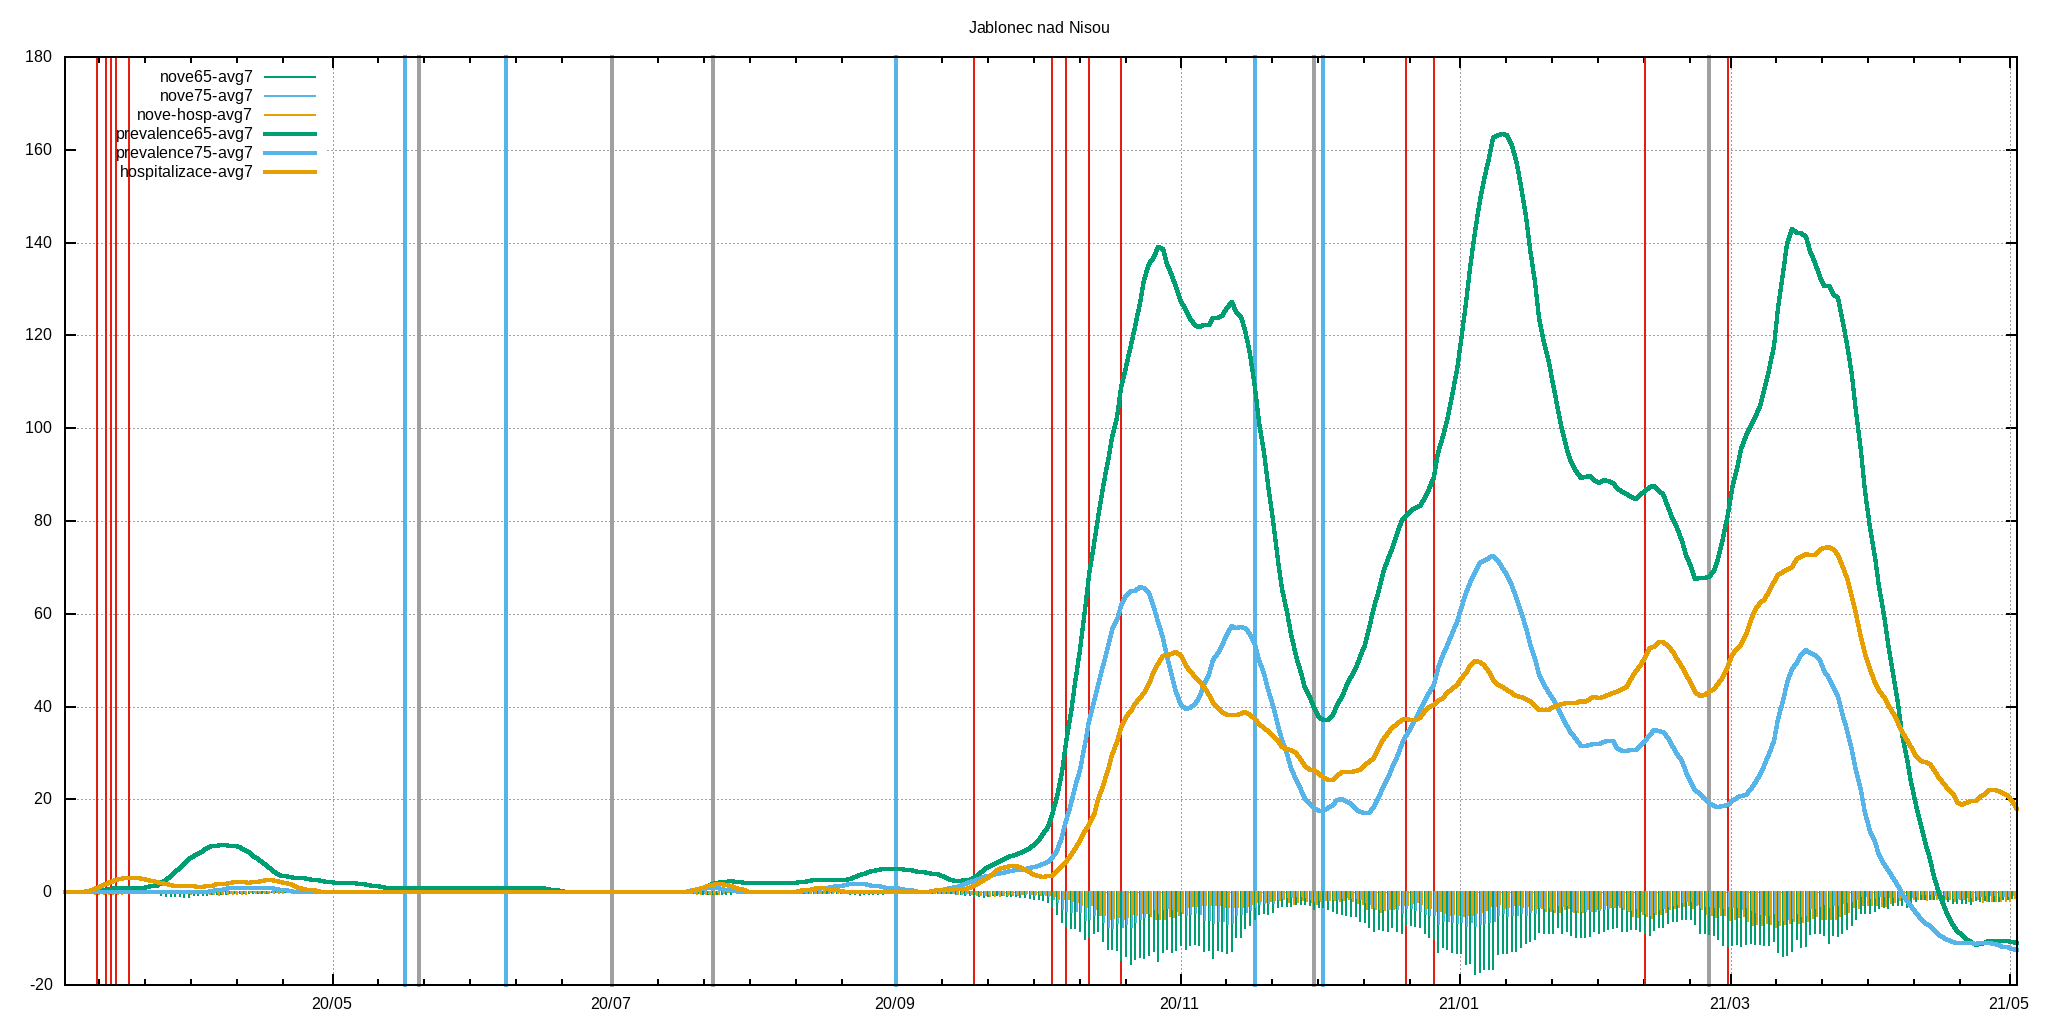 Jablonec nad Nisou
180
160
140
120
100
80
60
40
20
0
-20
nove65-avg7
nove75-avg7
nove-hosp-avg7
prevalence65-avg7
prevalence75-avg7
hospitalizace-avg7
20/05
20/07
20/09
20/11
21/01
21/03
21/05